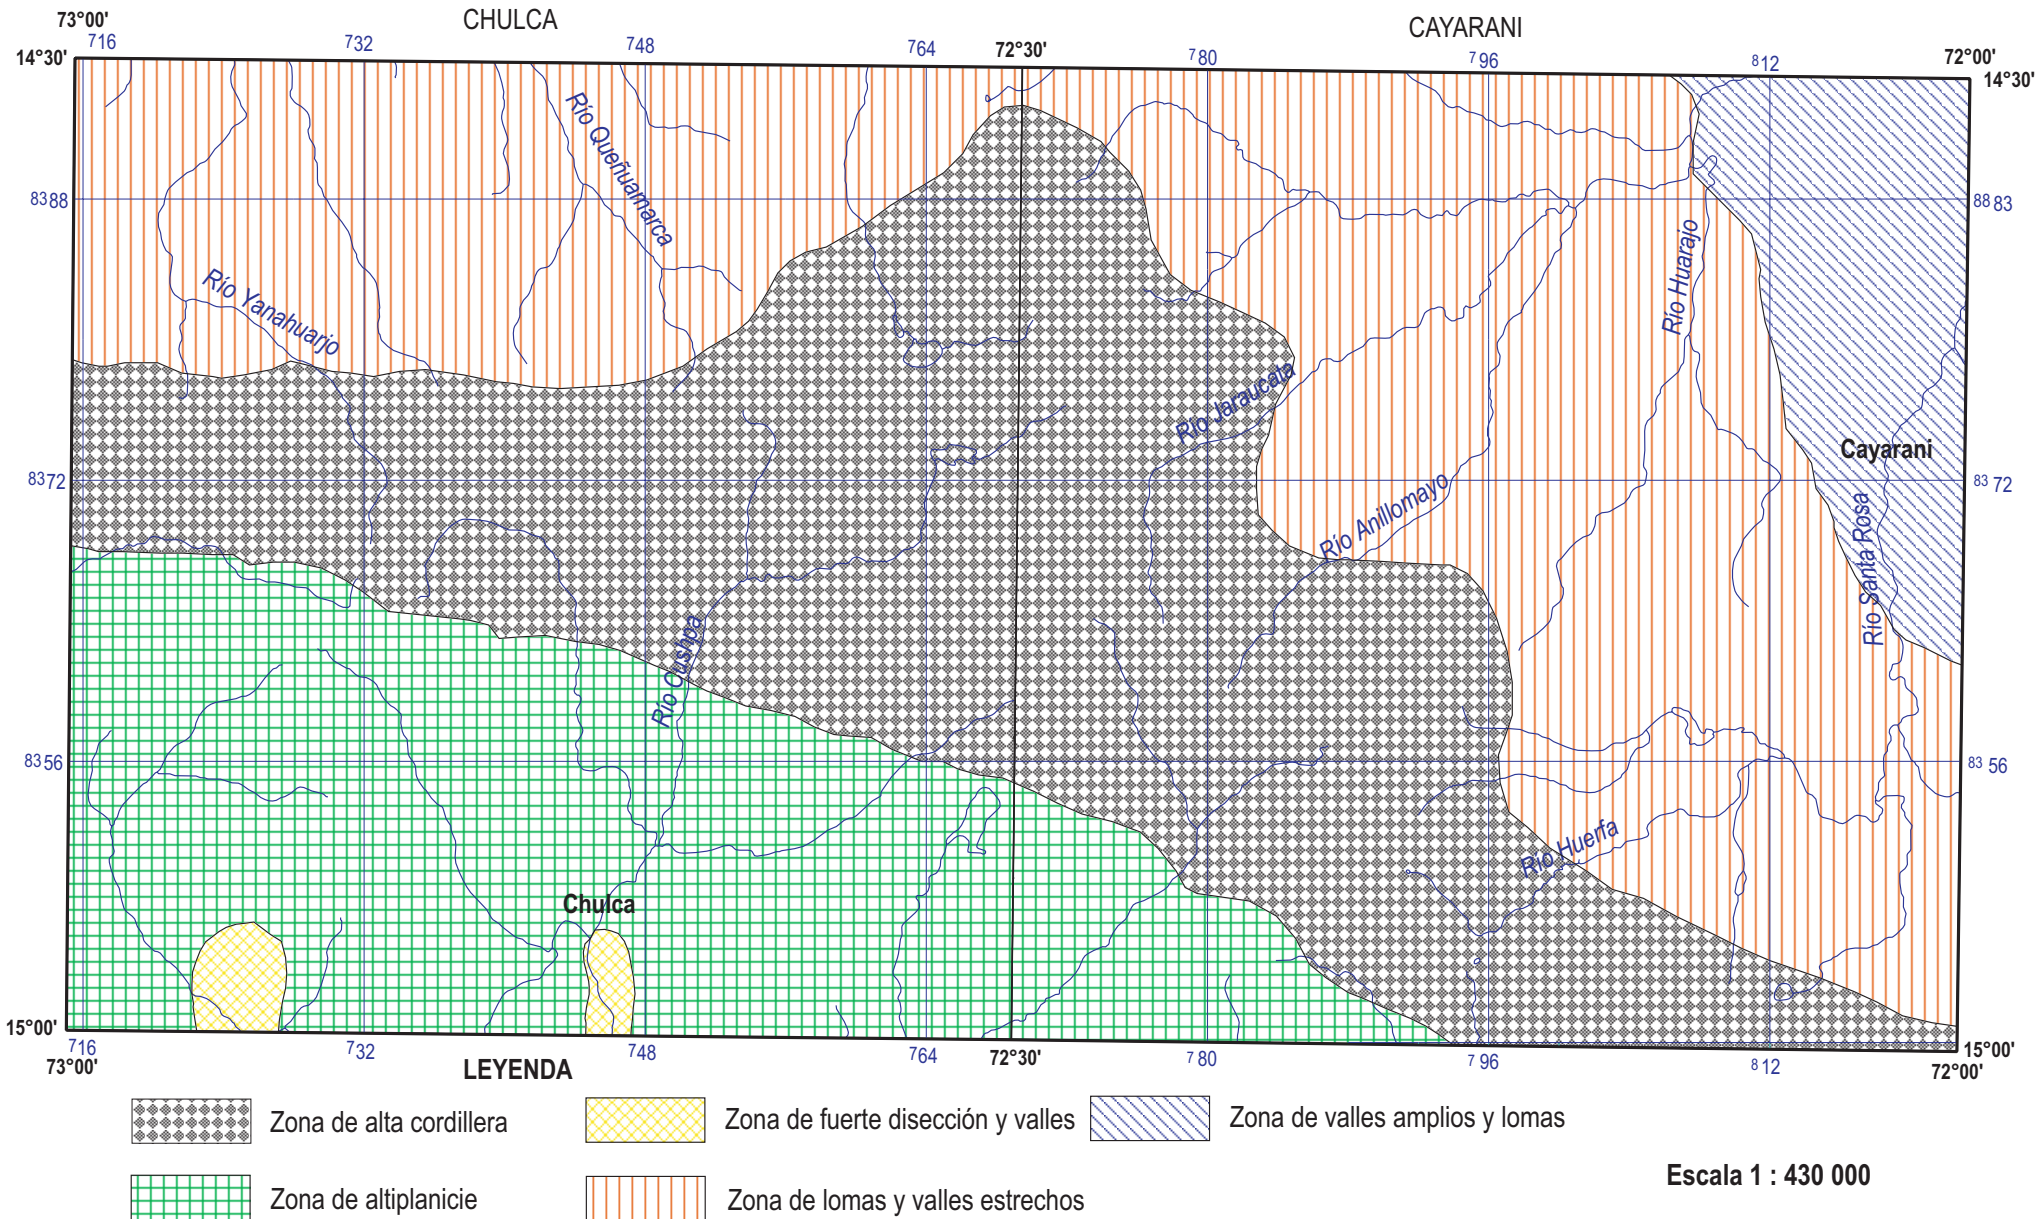 CHULCA
CAYARANI
73°00'
72°30'
72°00'
716
732
748
764
780
796
812
14°30'
14°30'
Río Queñuamarca
8388
8883
Río Huarajo
Río Yanahuarjo
Río Jaraucata
Cayarani
8372
8372
Río Anillomayo
Río Santa Rosa
Río Cushpa
8356
8356
Río Huerfa
Chulca
15°00'
15°00'
716
732
748
764
780
796
812
73°00'
72°30'
72°00'
LEYENDA
Zona de alta cordillera
Zona de fuerte disección y valles
Zona de valles amplios y lomas
Zona de altiplanicie
Zona de lomas y valles estrechos
Escala 1 : 430 000